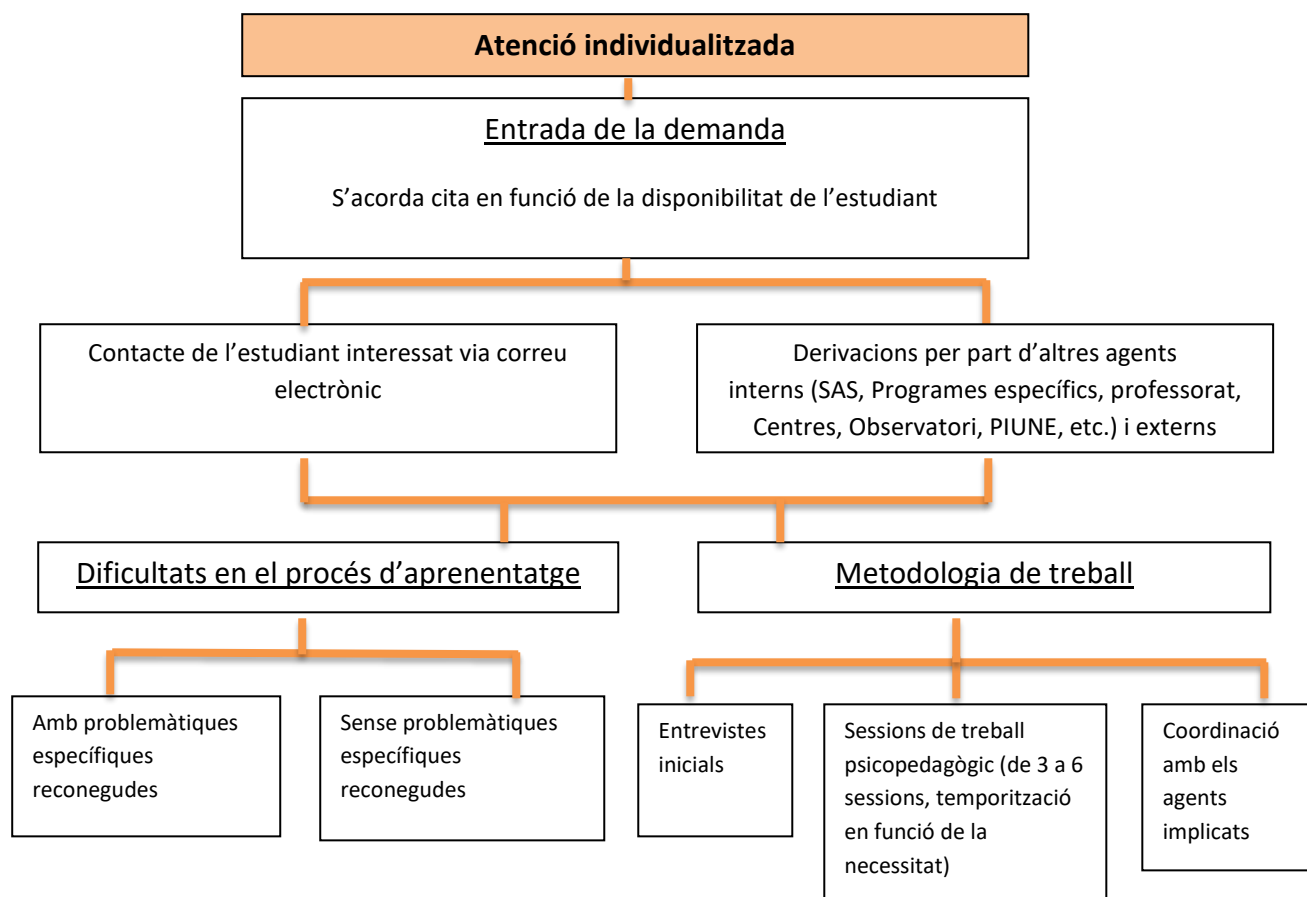 Atenció individualitzada
Entrada de la demanda
S’acorda cita en funció de la disponibilitat de l’estudiant
Contacte de l’estudiant interessat via correu
electrònic
Derivacions per part d’altres agents
interns (SAS, Programes específics, professorat,
Centres, Observatori, PIUNE, etc.) i externs
Dificultats en el procés d’aprenentatge
Metodologia de treball
Amb problemàtiques
específiques
reconegudes
Sense problemàtiques
específiques
reconegudes
Entrevistes
inicials
Sessions de treball
psicopedagògic (de 3 a 6
sessions, temporització
en funció de la
necessitat)
Coordinació
amb els
agents
implicats